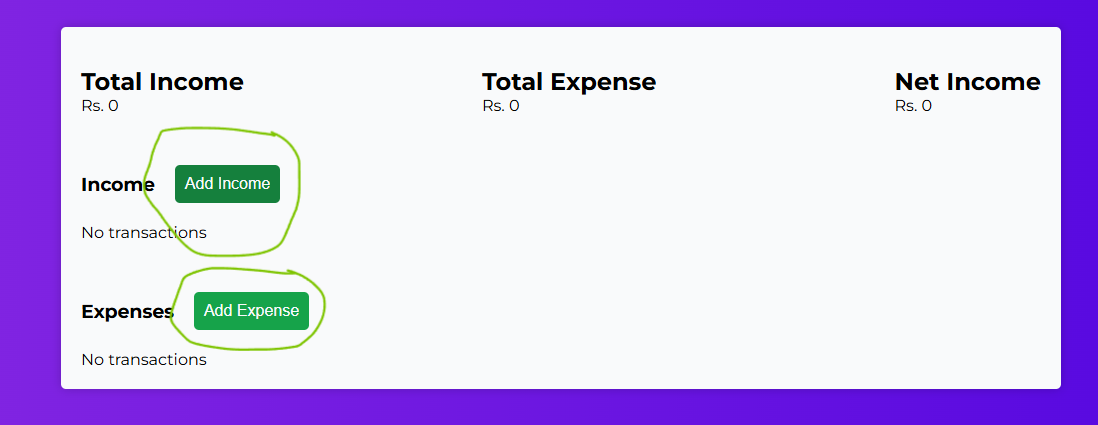 Total Income Total Expense Net Income
Rs. 0 Rs. 0 Rs. 0
Income Add Income
No transactions
Expenses Add Expense
No transactions